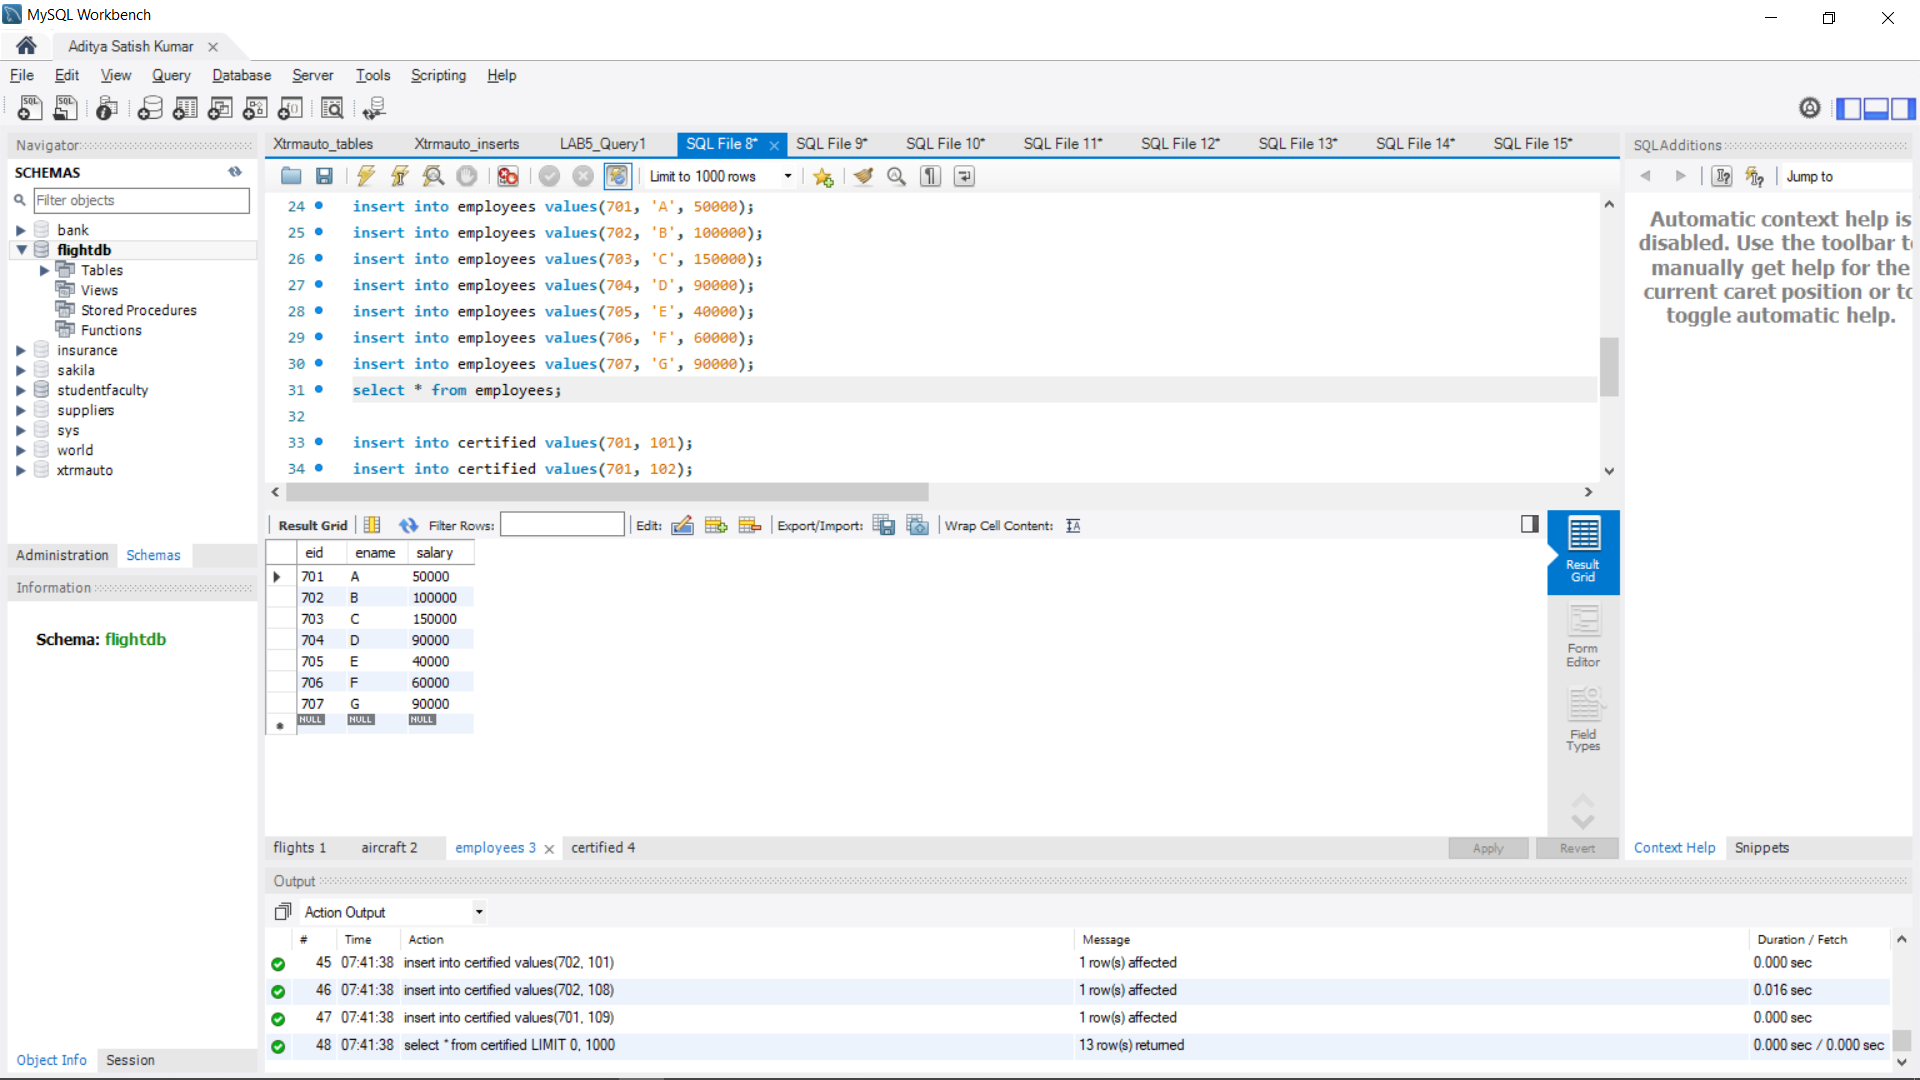 MySQL Workbench
Aditya Satish Kumar
File Edit View Query Database Server Tools Scripting Help
Navigator
SCHEMAS
Filter objects
bank
flightdb
Tables
Views
Stored Procedures
Functions
insurance
sakila
studentfaculty
suppliers
sys
world
xtrmauto
Administration Schemas
Information
Schema: flightdb
Object Info Session
Xtrmauto_tables Xtrmauto_inserts LAB5_Query1 SQL File 8* SQL File 9* SQL File 10* SQL File 11* SQL File 12* SQL File 13* SQL File 14* SQL File 15*
Limit to 1000 rows
24 insert into employees values(701, 'A', 50000);
25 insert into employees values(702, 'B', 100000);
26 insert into employees values(703, 'C', 150000);
27 insert into employees values(704, 'D', 90000);
28 insert into employees values(705, 'E', 40000);
29 insert into employees values(706, 'F', 60000);
30 insert into employees values(707, 'G', 90000);
31 select * from employees;
32
33 insert into certified values(701, 101);
34 insert into certified values(701, 102);
Result Grid Filter Rows: Edit: Export/Import: Wrap Cell Content:
eid ename salary
701 A 50000
702 B 100000
703 C 150000
704 D 90000
705 E 40000
706 F 60000
707 G 90000
NULL NULL NULL
Result
Grid
Form
Editor
Field
Types
flights 1 aircraft 2 employees 3 certified 4
Apply Revert
SQLAdditions
Jump to
Automatic context help is
disabled. Use the toolbar t
manually get help for the
current caret position or to
toggle automatic help.
Context Help Snippets
Output
Action Output
# Time Action Message Duration / Fetch
45 07:41:38 insert into certified values(702, 101) 1 row(s) affected 0.000 sec
46 07:41:38 insert into certified values(702, 108) 1 row(s) affected 0.016 sec
47 07:41:38 insert into certified values(701, 109) 1 row(s) affected 0.000 sec
48 07:41:38 select * from certified LIMIT 0, 1000 13 row(s) returned 0.000 sec / 0.000 sec